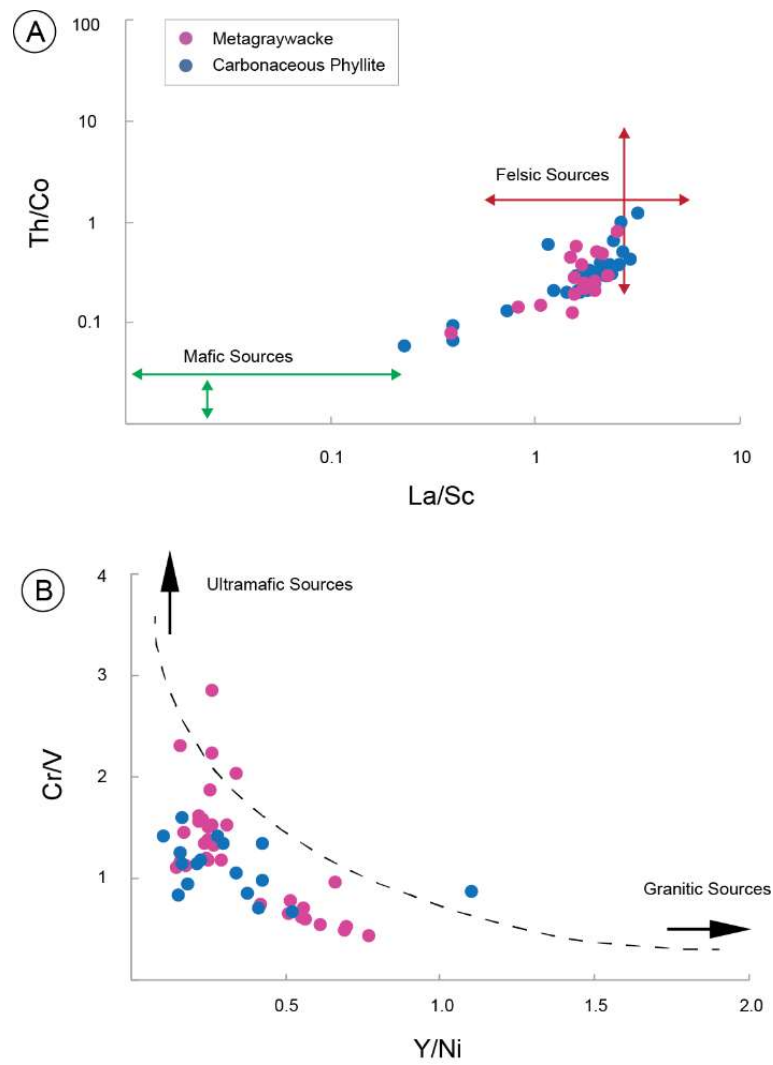 A
100
Metagraywacke
Carbonaceous Phyllite
10
Felsic Sources
Th/Co
1
0.1
Mafic Sources
0.1 1 10
La/Sc
B
4
Ultramafic Sources
3
Cr/V
2
1
Granitic Sources
0.5 1.0 1.5 2.0
Y/Ni